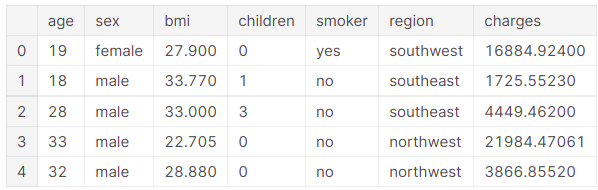 age sex bmi children smoker region charges
0 19 female 27.900 0 yes southwest 16884.92400
1 18 male 33.770 1 no southeast 1725.55230
2 28 male 33.000 3 no southeast 4449.46200
3 33 male 22.705 0 no northwest 21984.47061
4 32 male 28.880 0 no northwest 3866.85520